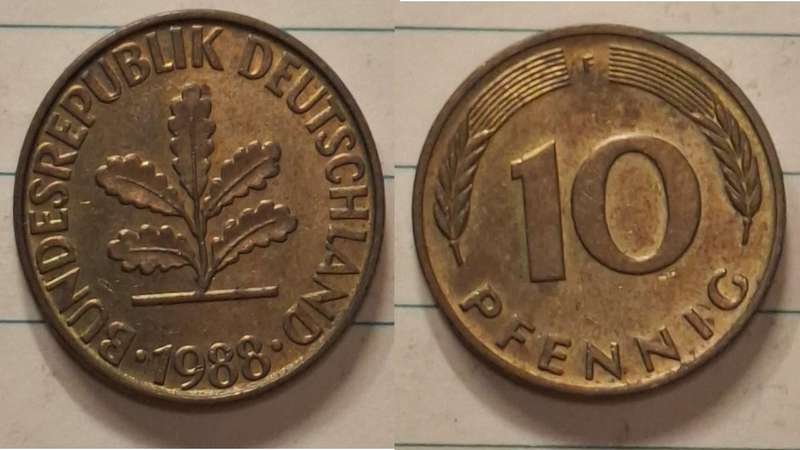 BUNDESREPUBLIK DEUTSCHLAND
· 1988 ·
F
10
PFENNIG